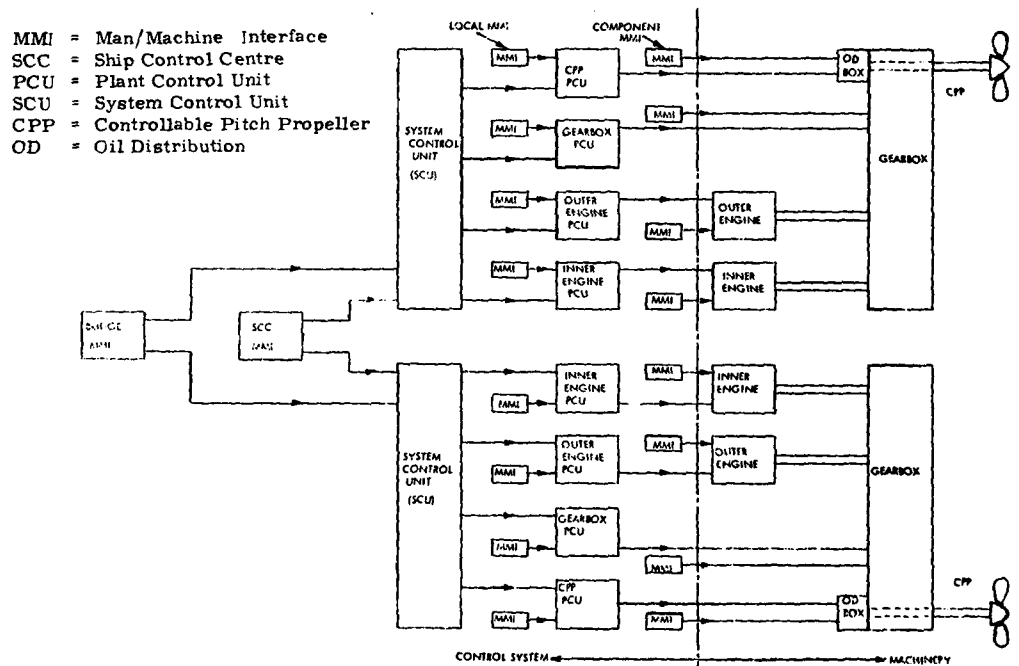 MMI = Man/Machine Interface
SCC = Ship Control Centre
PCU = Plant Control Unit
SCU = System Control Unit
CPP = Controllable Pitch Propeller
OD = Oil Distribution
LOCAL MMI
COMPONENT
MMI
MMI
CPP
PCU
MMI
OD
BOX
CPP
SYSTEM
CONTROL
UNIT
(SCU)
MMI
GEARBOX
PCU
MMI
GEARBOX
MMI
OUTER
ENGINE
PCU
MMI
OUTER
ENGINE
MMI
INNER
ENGINE
PCU
MMI
INNER
ENGINE
MMI
SCC
MMI
SYSTEM
CONTROL
UNIT
(SCU)
INNER
ENGINE
PCU
MMI
MMI
INNER
ENGINE
OUTER
ENGINE
PCU
MMI
MMI
OUTER
ENGINE
GEARBOX
GEARBOX
PCU
MMI
MMI
CPP
PCU
MMI
MMI
OD
BOX
CPP
CONTROL SYSTEM
MACHINERY